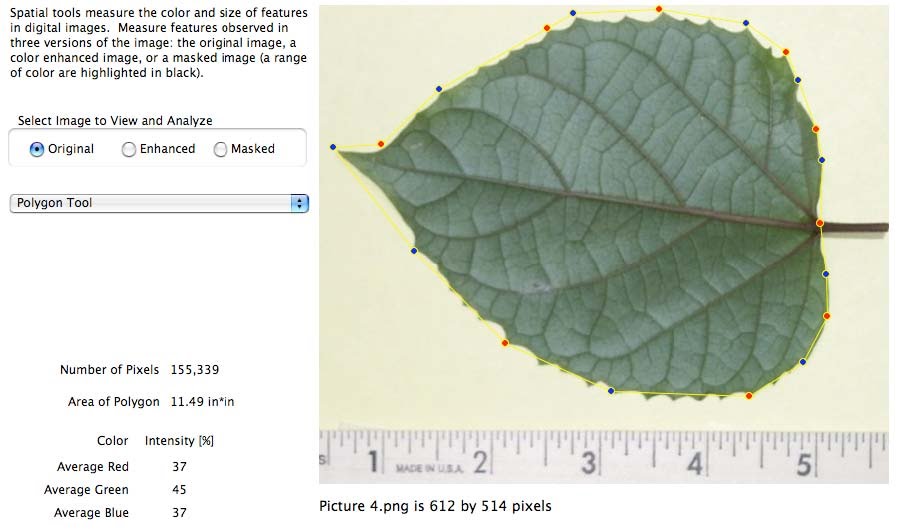 Spatial tools measure the color and size of features
in digital images.  Measure features observed in
three versions of the image: the original image, a
color enhanced image, or a masked image (a range
of color are highlighted in black).
Select Image to View and Analyze
Original Enhanced Masked
Polygon Tool
Number of Pixels 155,339
Area of Polygon 11.49 in*in
Color Intensity [%]
Average Red 37
Average Green 45
Average Blue 37
S 1 MADE IN U.S.A. 2 3 4 5
Picture 4.png is 612 by 514 pixels